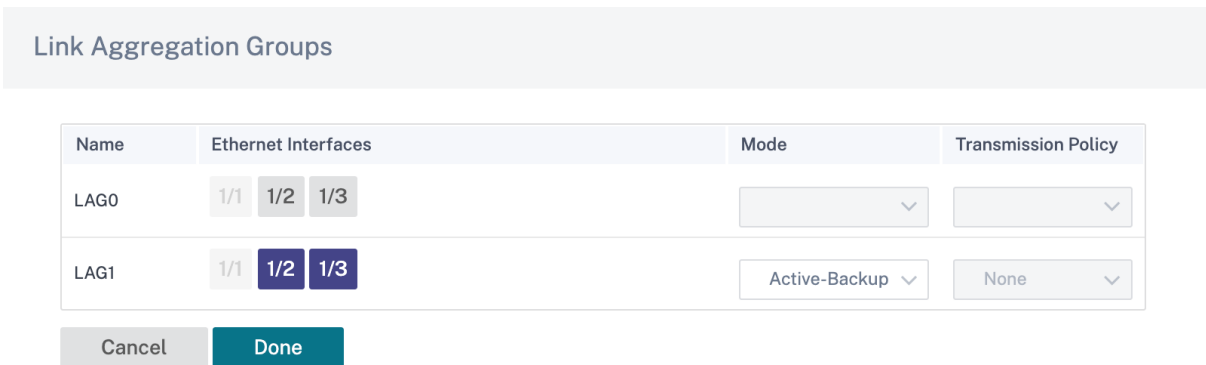 Link Aggregation Groups
Name Ethernet Interfaces Mode Transmission Policy
LAG0 1/1 1/2 1/3
LAG1 1/1 1/2 1/3 Active-Backup None
Cancel Done